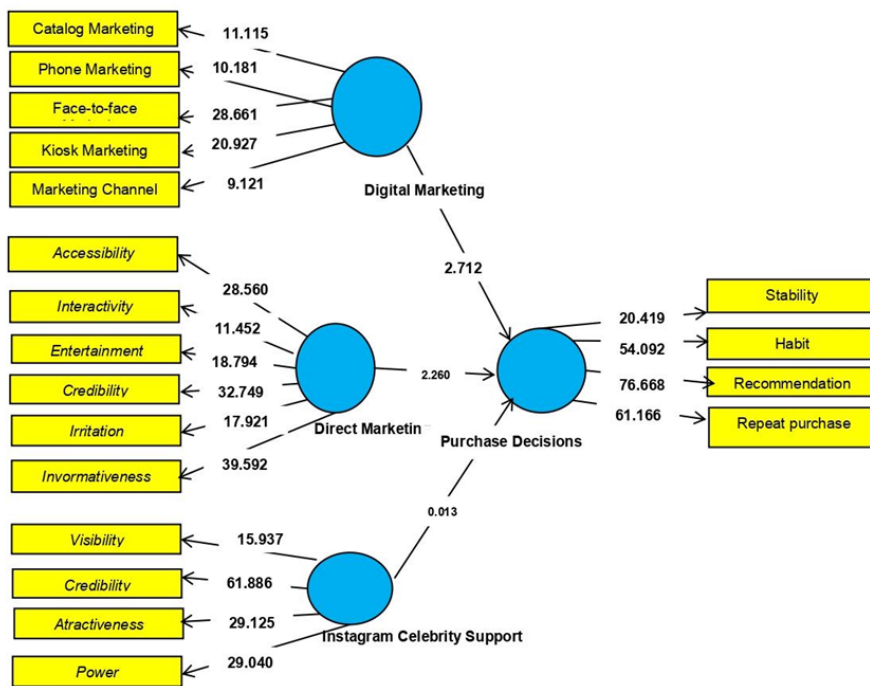 Catalog Marketing
11.115
Phone Marketing
10.181
Face-to-face
28.661
Kiosk Marketing
20.927
Marketing Channel
9.121
Digital Marketing
2.712
Accessibility
28.560
Interactivity
11.452
Entertainment
18.794
Credibility
32.749
Irritation
17.921
Invormativeness
39.592
Direct Marketin
2.260
Purchase Decisions
Stability
20.419
Habit
54.092
Recommendation
76.668
Repeat purchase
61.166
0.013
Visibility
15.937
Credibility
61.886
Atractiveness
29.125
Power
29.040
Instagram Celebrity Support